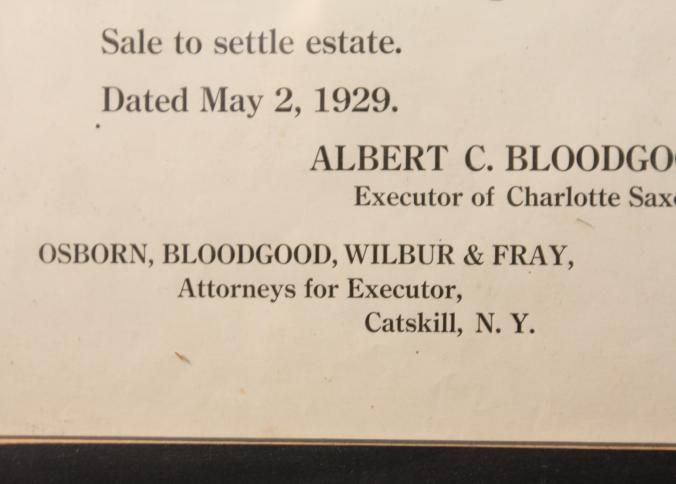 Sale to settle estate.
Dated May 2, 1929.
ALBERT C. BLOODGO
Executor of Charlotte Sax
OSBORN, BLOODGOOD, WILBUR & FRAY,
Attorneys for Executor,
Catskill, N. Y.